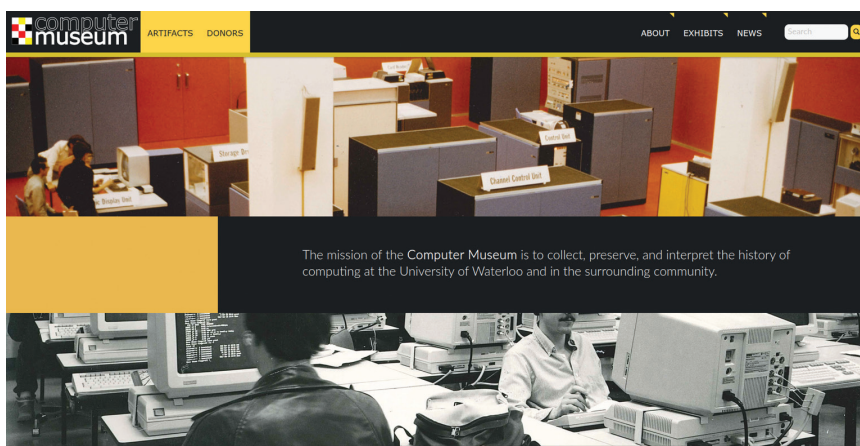 computer
museum
ARTIFACTS DONORS
ABOUT EXHIBITS NEWS
Search
Storage
Display Unit
Control Unit
Channel Control Unit
The mission of the Computer Museum is to collect, preserve, and interpret the history of
computing at the University of Waterloo and in the surrounding community.